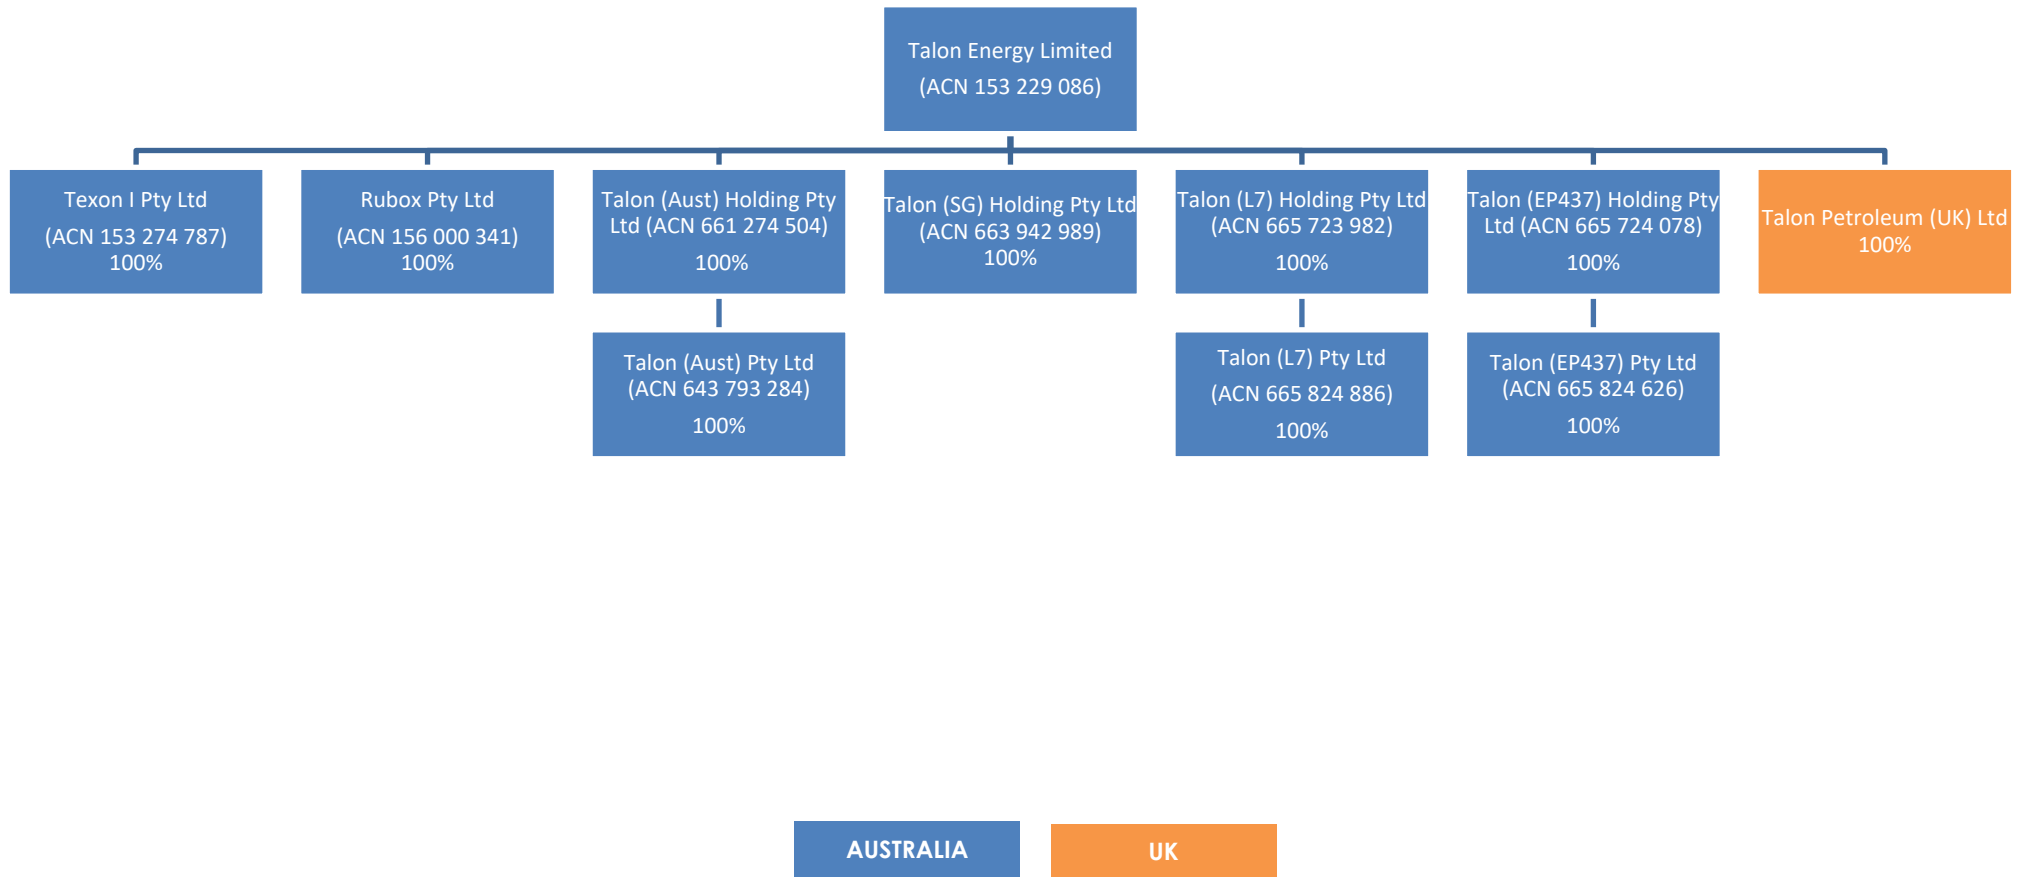 Talon Energy Limited
(ACN 153 229 086)
Texon I Pty Ltd
(ACN 153 274 787)
100%
Rubox Pty Ltd
(ACN 156 000 341)
100%
Talon (Aust) Holding Pty
Ltd (ACN 661 274 504)
100%
Talon (SG) Holding Pty Ltd
(ACN 663 942 989)
100%
Talon (L7) Holding Pty Ltd
(ACN 665 723 982)
100%
Talon (EP437) Holding Pty
Ltd (ACN 665 724 078)
100%
Talon Petroleum (UK) Ltd
100%
Talon (Aust) Pty Ltd
(ACN 643 793 284)
100%
Talon (L7) Pty Ltd
(ACN 665 824 886)
100%
Talon (EP437) Pty Ltd
(ACN 665 824 626)
100%
AUSTRALIA
UK